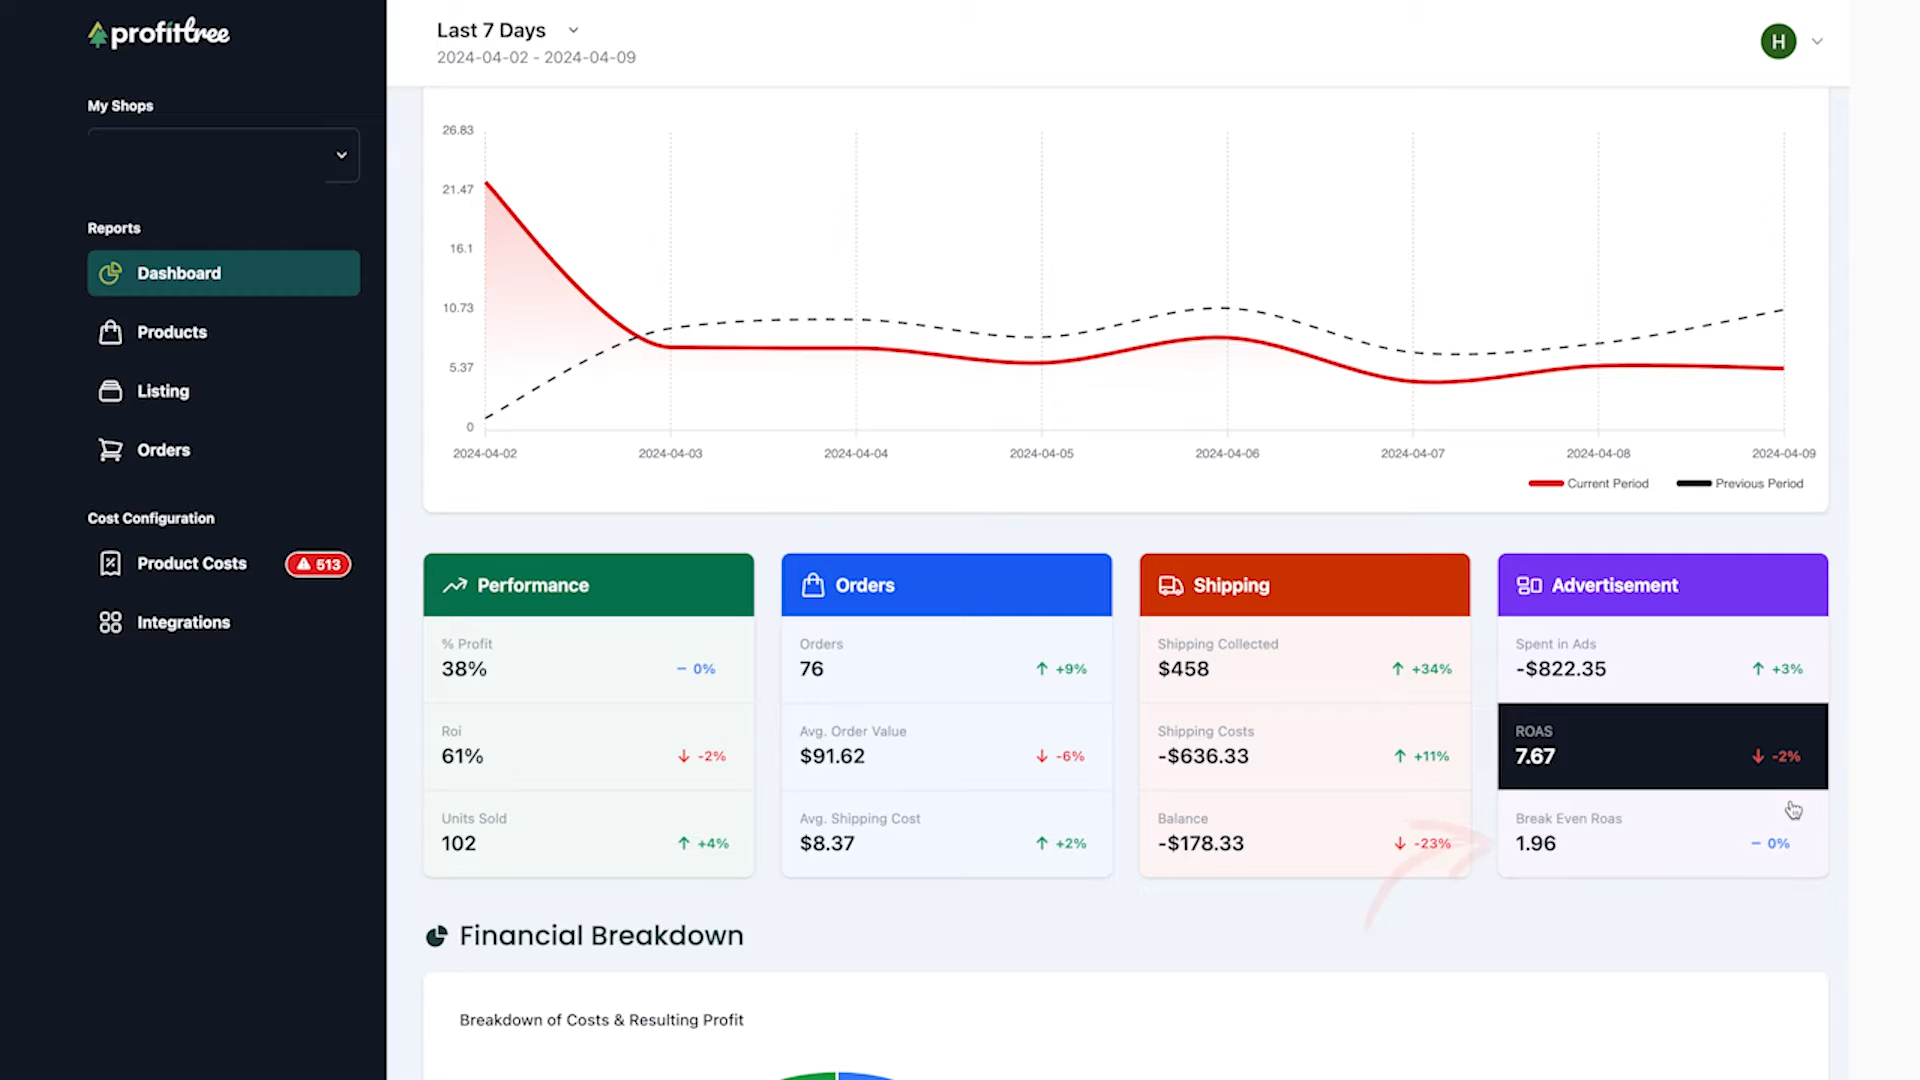 profittree
My Shops
Reports
Dashboard
Products
Listing
Orders
Cost Configuration
Product Costs
513
Integrations
Last 7 Days
2024-04-02 - 2024-04-09
H
26.83
21.47
16.1
10.73
5.37
0
2024-04-02 2024-04-03 2024-04-04 2024-04-05 2024-04-06 2024-04-07 2024-04-08 2024-04-09
Current Period Previous Period
Performance
% Profit
38% 0%
Roi
61% -2%
Units Sold
102 +4%
Orders
Orders
76 +9%
Avg. Order Value
$91.62 -6%
Avg. Shipping Cost
$8.37 +2%
Shipping
Shipping Collected
$458 +34%
Shipping Costs
-$636.33 +11%
Balance
-$178.33 -23%
Advertisement
Spent in Ads
-$822.35 +3%
ROAS
7.67 -2%
Break Even Roas
1.96 0%
Financial Breakdown
Breakdown of Costs & Resulting Profit